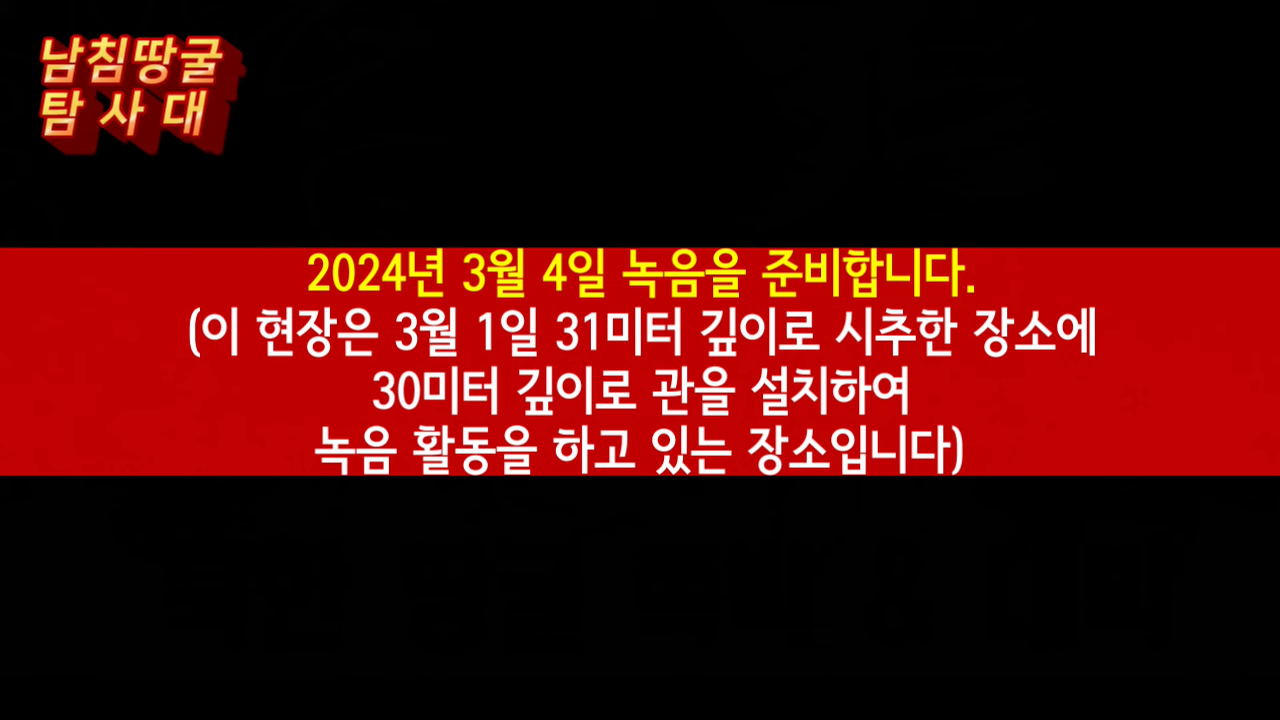 남침땅굴
탐사대
2024년 3월 4일 녹음을 준비합니다.
(이 현장은 3월 1일 31미터 깊이로 시추한 장소에
30미터 깊이로 관을 설치하여
녹음 활동을 하고 있는 장소입니다)